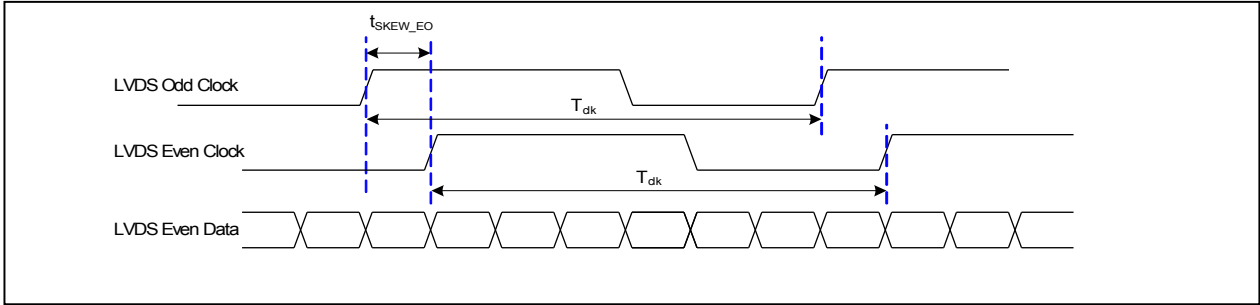 tSKEW_EO
LVDS Odd Clock
Tdk
LVDS Even Clock
Tdk
LVDS Even Data